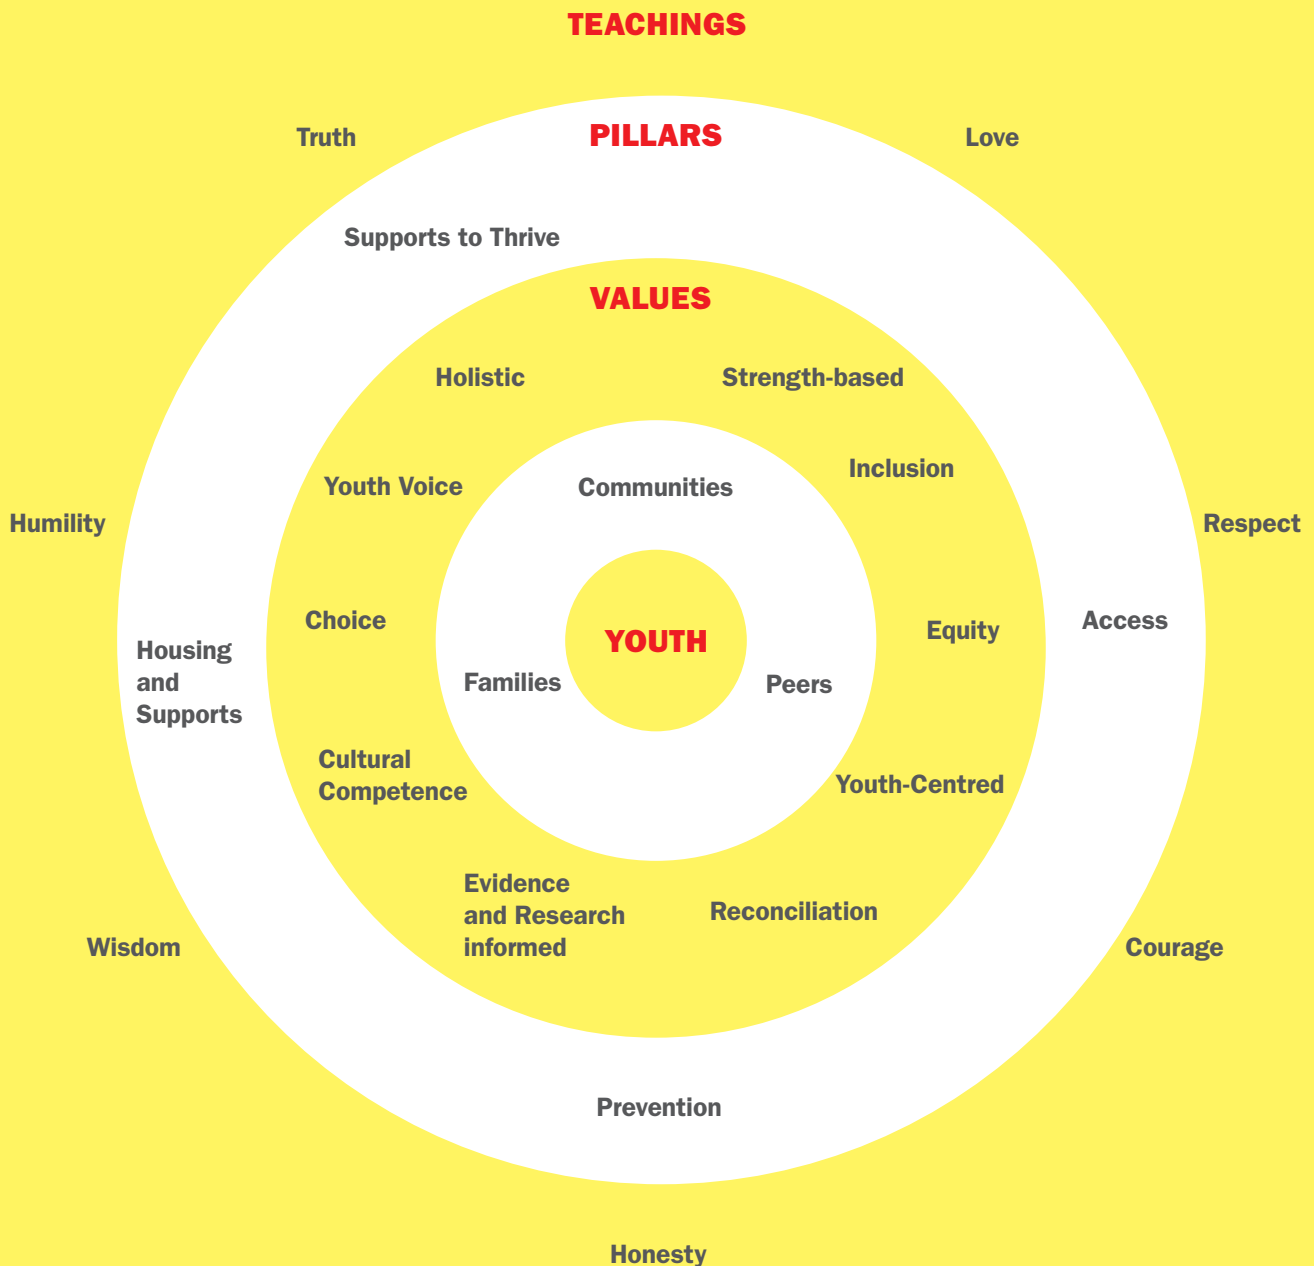 TEACHINGS
Truth
PILLARS
Love
Supports to Thrive
VALUES
Holistic
Strength-based
Inclusion
Youth Voice
Communities
Humility
Respect
Choice
Access
Equity
YOUTH
Housing
and
Supports
Families
Peers
Cultural
Competence
Youth-Centred
Evidence
and Research
informed
Reconciliation
Wisdom
Courage
Prevention
Honesty